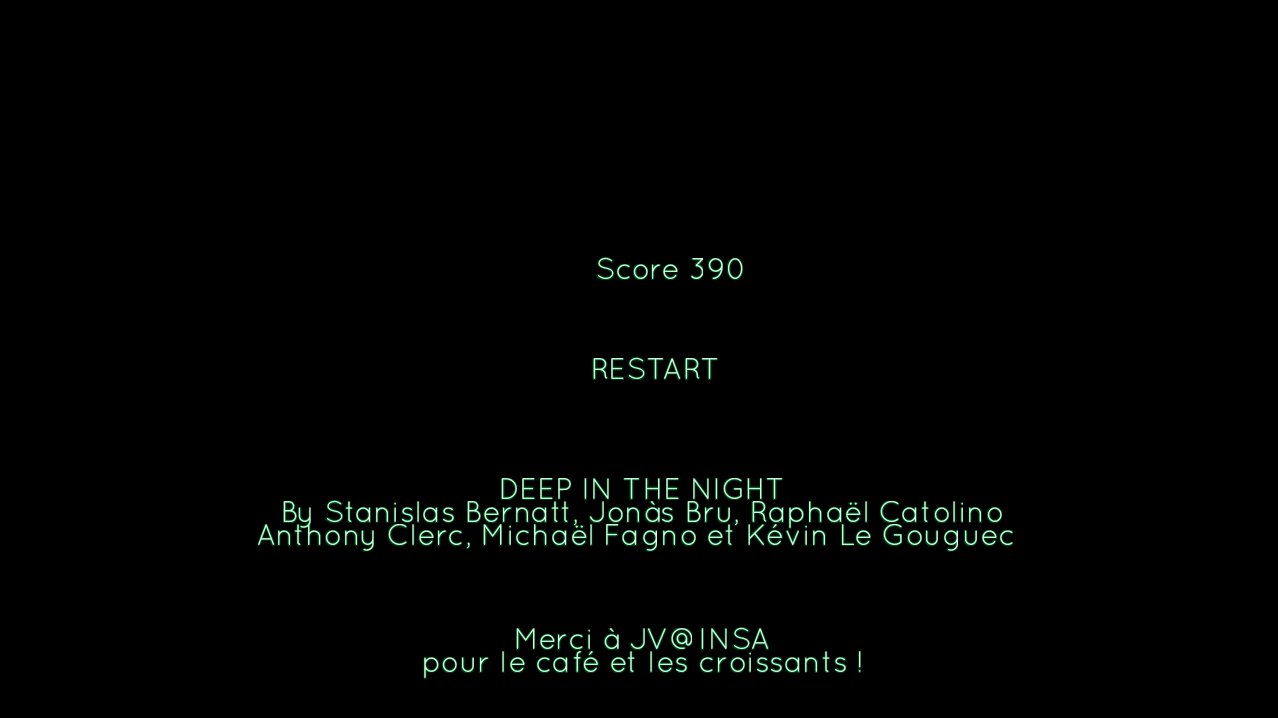 Score 390
RESTART
DEEP IN THE NIGHT
By Stanislas Bernatt, Jonàs Bru, Raphaël Catolino
Anthony Clerc, Michaël Fagno et Kévin Le Gouguec
Merci à JV@INSA
pour le café et les croissants !